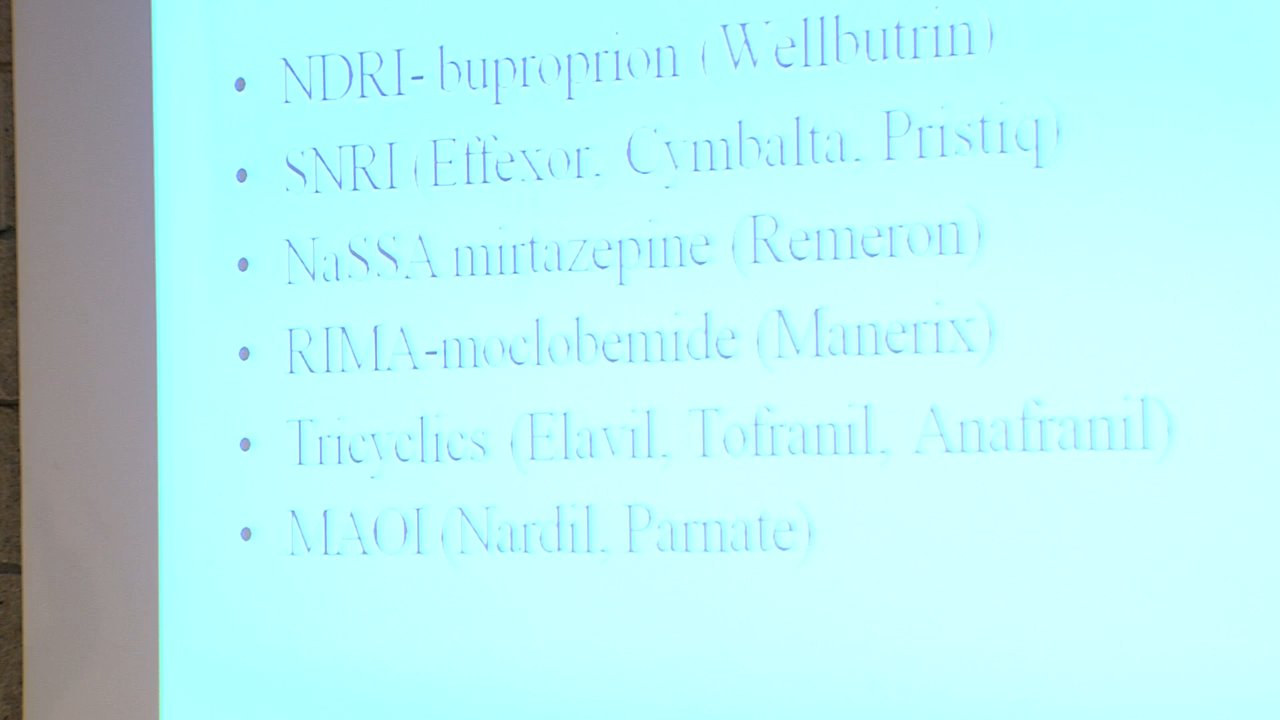 • NDRI- buproprion (Wellbutrin)
• SNRI (Effexor, Cymbalta, Pristiq)
• NaSSA mirtazepine (Remeron)
• RIMA-moclobemide (Manerix)
• Tricyclics (Elavil, Tofranil, Anafranil)
• MAOI (Nardil, Parnate)